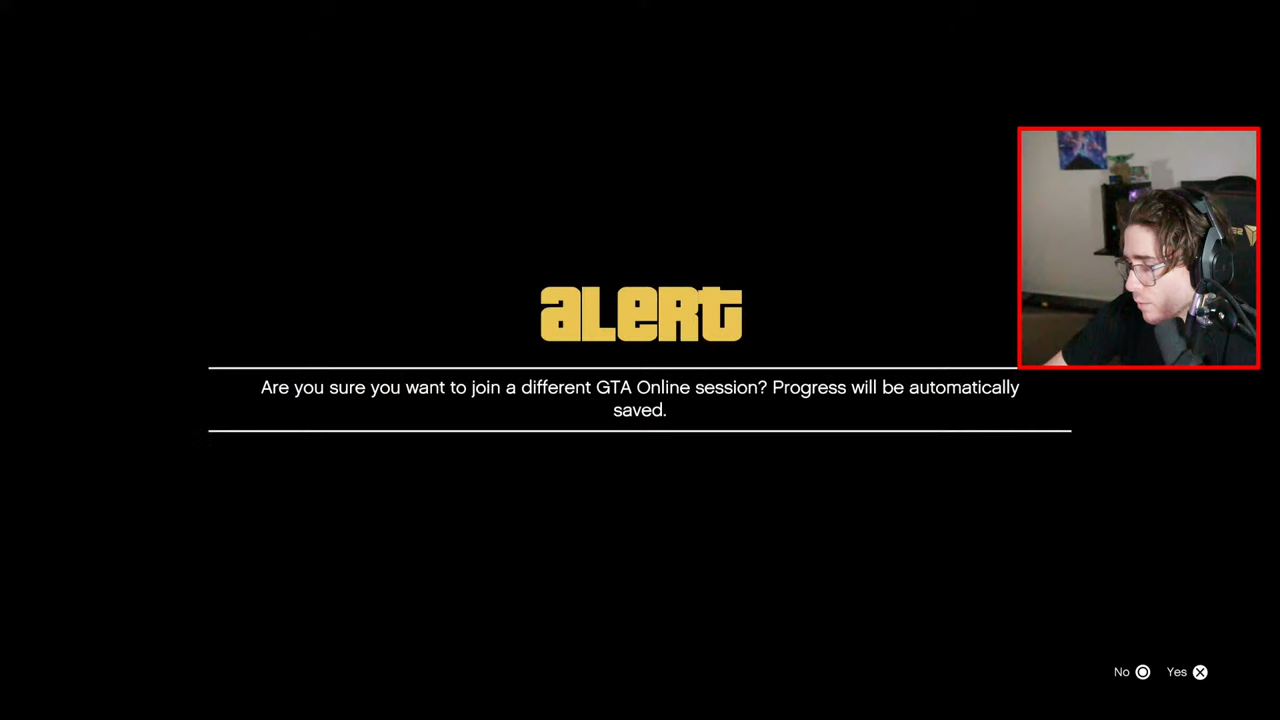 alert
Are you sure you want to join a different GTA Online session? Progress will be automatically
saved.
No Yes